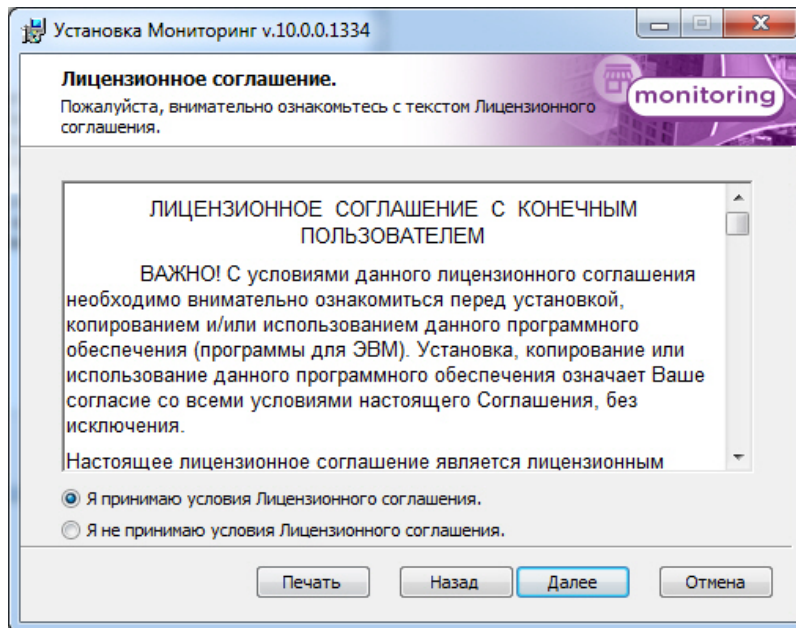 Установка Мониторинг v.10.0.0.1334
Лицензионное соглашение.
Пожалуйста, внимательно ознакомьтесь с текстом Лицензионного
соглашения.
monitoring
ЛИЦЕНЗИОННОЕ СОГЛАШЕНИЕ С КОНЕЧНЫМ
ПОЛЬЗОВАТЕЛЕМ
ВАЖНО! С условиями данного лицензионного соглашения
необходимо внимательно ознакомиться перед установкой,
копированием и/или использованием данного программного
обеспечения (программы для ЭВМ). Установка, копирование или
использование данного программного обеспечения означает Ваше
согласие со всеми условиями настоящего Соглашения, без
исключения.
Настоящее лицензионное соглашение является лицензионным
Я принимаю условия Лицензионного соглашения.
Я не принимаю условия Лицензионного соглашения.
Печать
Назад
Далее
Отмена